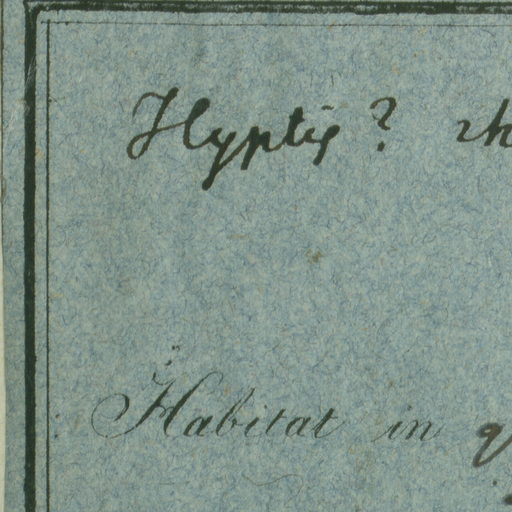 Hyptis ?
Habitat in